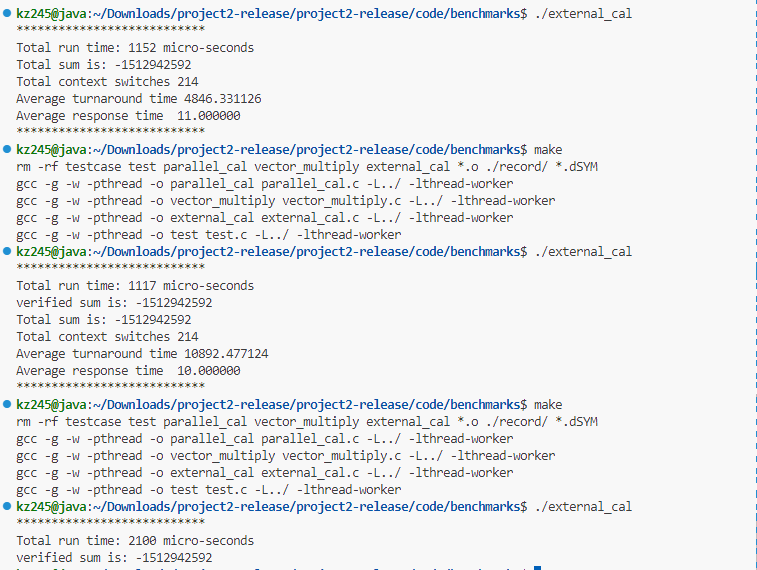 kz245@java:~/Downloads/project2-release/project2-release/code/benchmarks$ ./external_cal
***************************
Total run time: 1152 micro-seconds
Total sum is: -1512942592
Total context switches 214
Average turnaround time 4846.331126
Average response time  11.000000
***************************
kz245@java:~/Downloads/project2-release/project2-release/code/benchmarks$ make
rm -rf testcase test parallel_cal vector_multiply external_cal *.o ./record/ *.dSYM
gcc -g -w -pthread -o parallel_cal parallel_cal.c -L../ -lthread-worker
gcc -g -w -pthread -o vector_multiply vector_multiply.c -L../ -lthread-worker
gcc -g -w -pthread -o external_cal external_cal.c -L../ -lthread-worker
gcc -g -w -pthread -o test test.c -L../ -lthread-worker
kz245@java:~/Downloads/project2-release/project2-release/code/benchmarks$ ./external_cal
***************************
Total run time: 1117 micro-seconds
verified sum is: -1512942592
Total sum is: -1512942592
Total context switches 214
Average turnaround time 10892.477124
Average response time  10.000000
***************************
kz245@java:~/Downloads/project2-release/project2-release/code/benchmarks$ make
rm -rf testcase test parallel_cal vector_multiply external_cal *.o ./record/ *.dSYM
gcc -g -w -pthread -o parallel_cal parallel_cal.c -L../ -lthread-worker
gcc -g -w -pthread -o vector_multiply vector_multiply.c -L../ -lthread-worker
gcc -g -w -pthread -o external_cal external_cal.c -L../ -lthread-worker
gcc -g -w -pthread -o test test.c -L../ -lthread-worker
kz245@java:~/Downloads/project2-release/project2-release/code/benchmarks$ ./external_cal
***************************
Total run time: 2100 micro-seconds
verified sum is: -1512942592